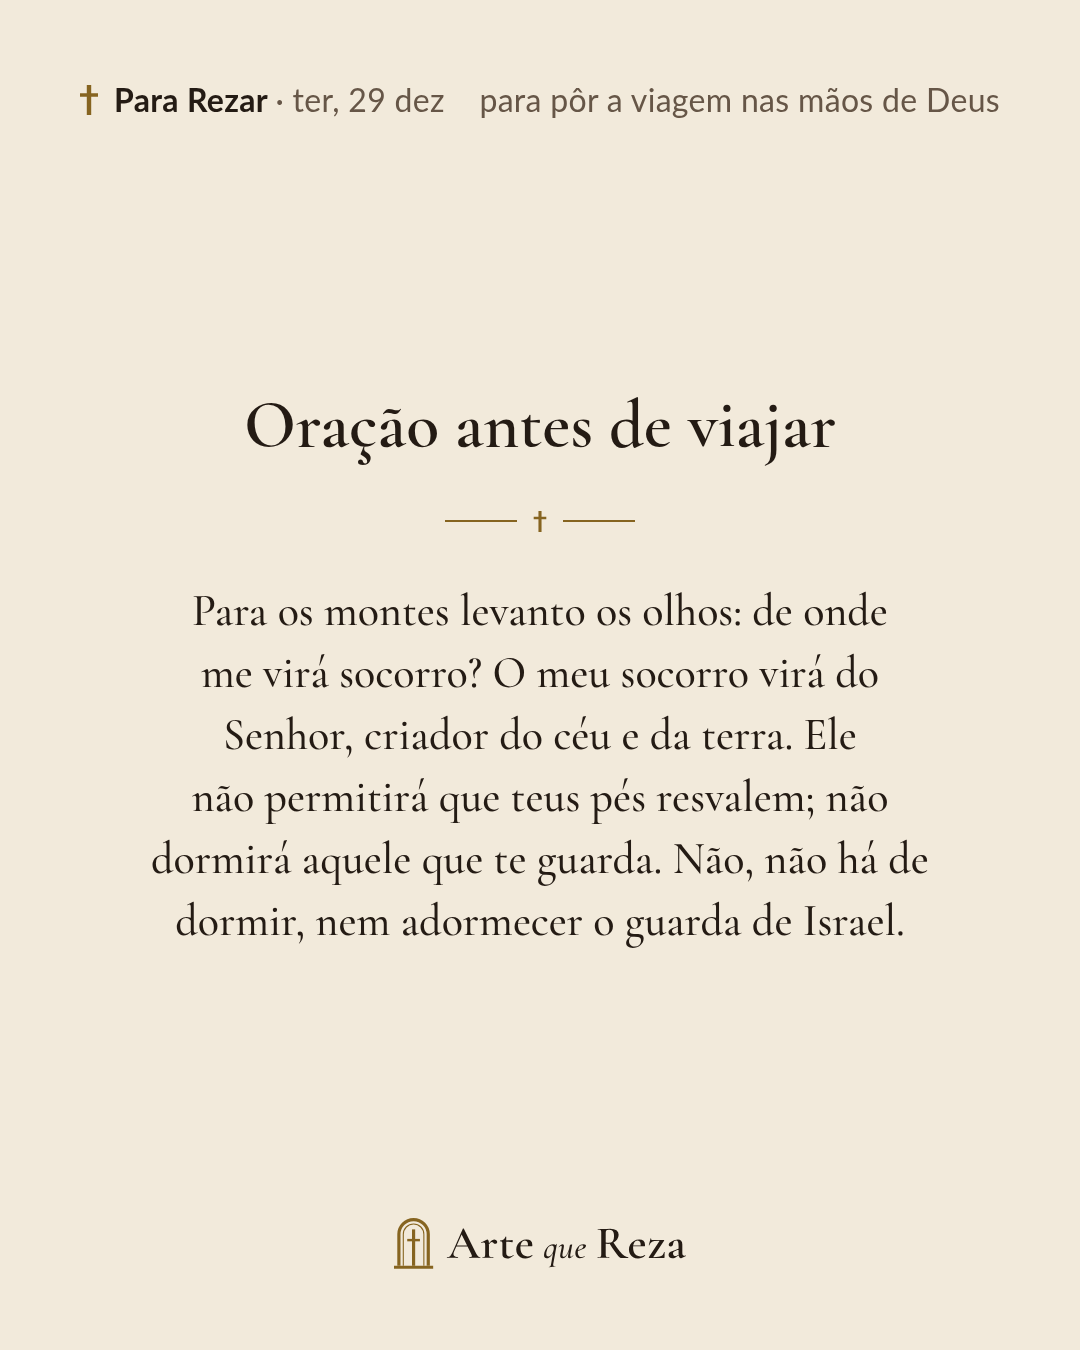 Para Rezar · ter, 29 dez para pôr a viagem nas mãos de Deus
Oração antes de viajar
Para os montes levanto os olhos: de onde
me virá socorro? O meu socorro virá do
Senhor, criador do céu e da terra. Ele
não permitirá que teus pés resvalem; não
dormirá aquele que te guarda. Não, não há de
dormir, nem adormecer o guarda de Israel.
Arte que Reza